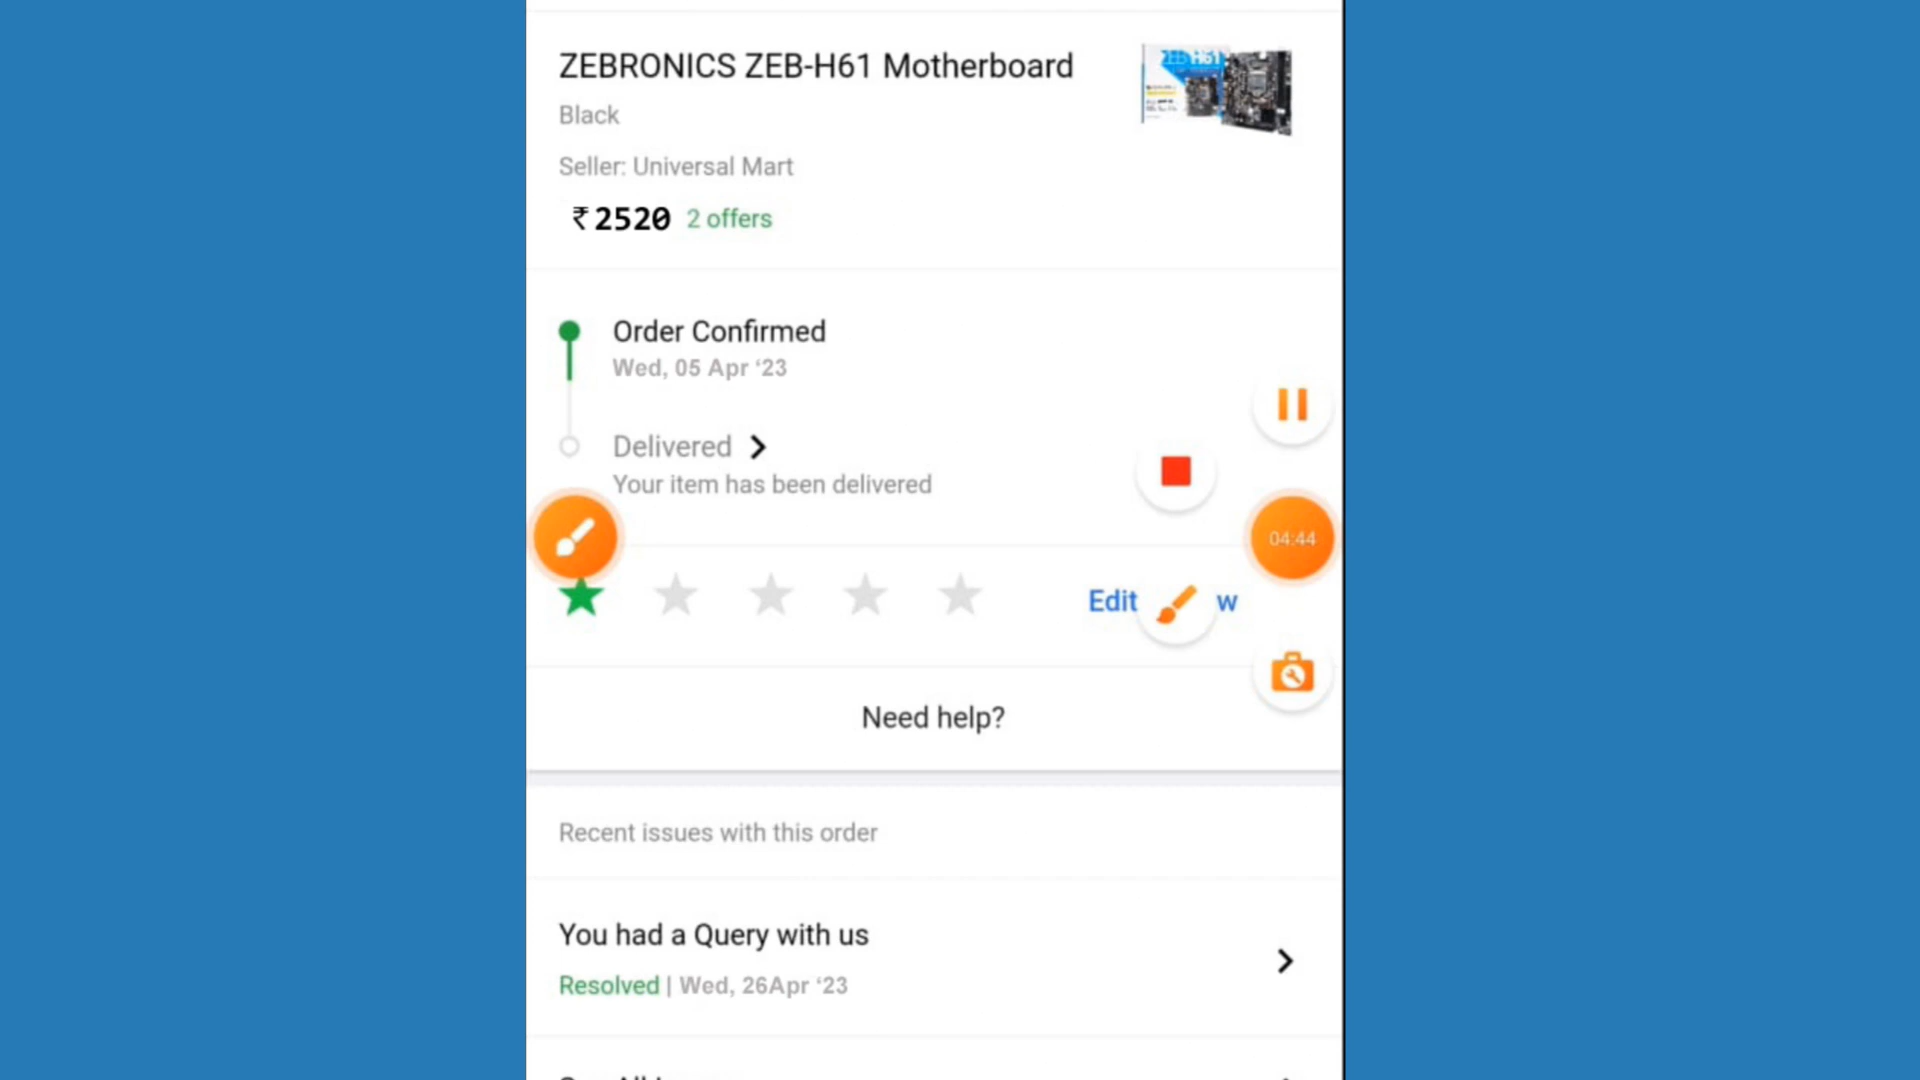 ZEBRONICS ZEB-H61 Motherboard
Black
Seller: Universal Mart
₹2520 2 offers
Order Confirmed
Wed, 05 Apr ‘23
Delivered
Your item has been delivered
04:44
Edit w
Need help?
Recent issues with this order
You had a Query with us
Resolved | Wed, 26Apr ‘23